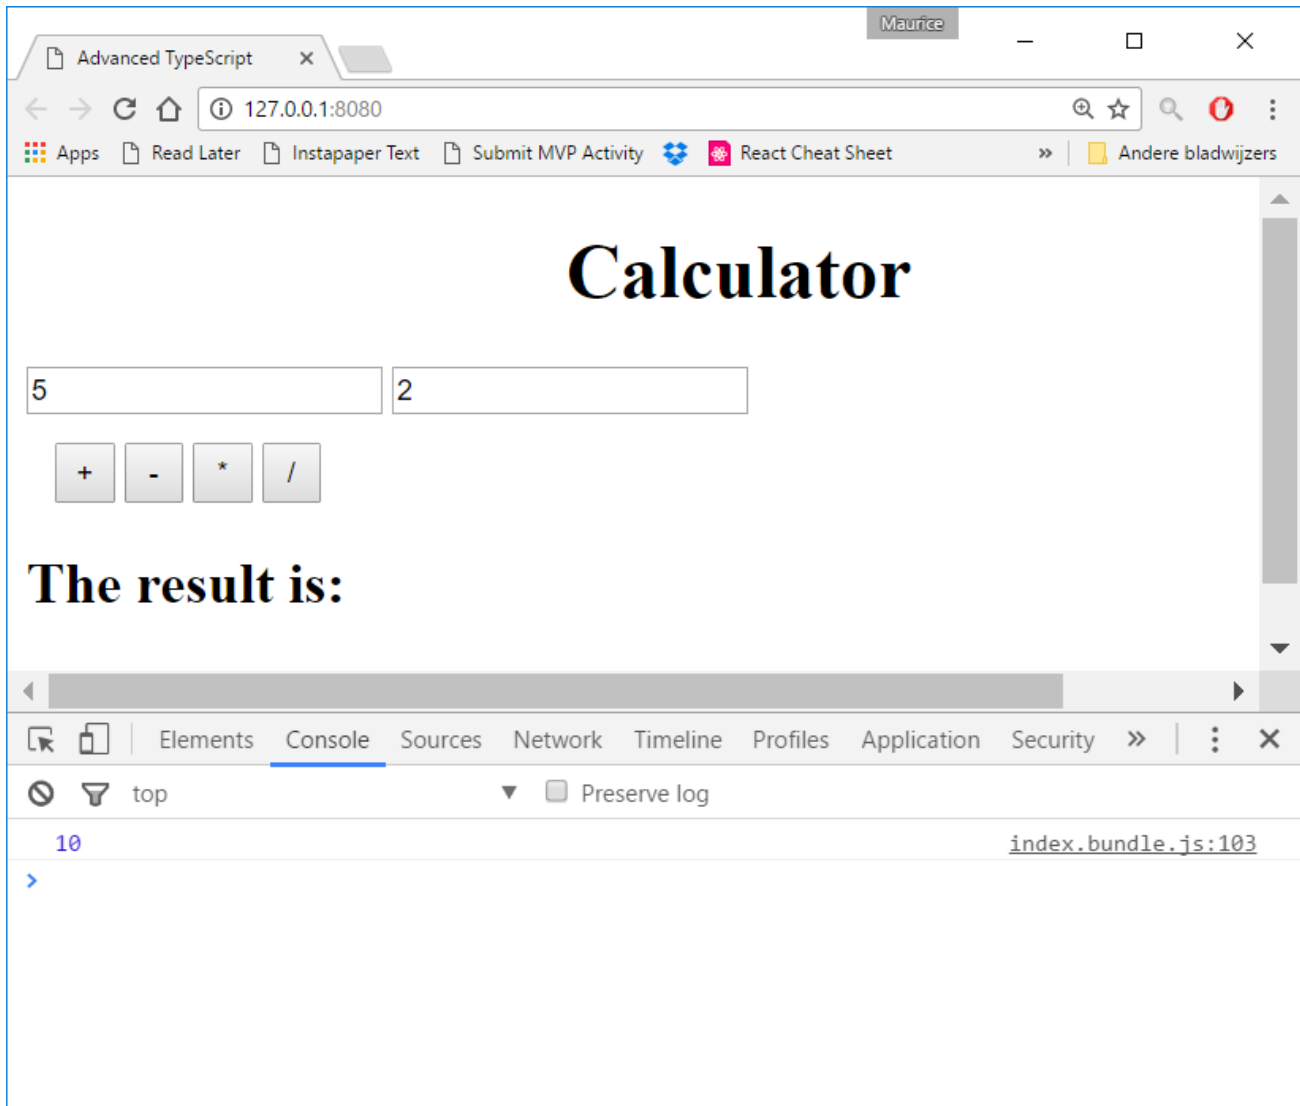 Maurice
Advanced TypeScript
127.0.0.1:8080
Apps Read Later Instapaper Text Submit MVP Activity React Cheat Sheet » Andere bladwijzers
Calculator
5 2
+ - * /
The result is:
Elements Console Sources Network Timeline Profiles Application Security »
top Preserve log
10 index.bundle.js:103
>